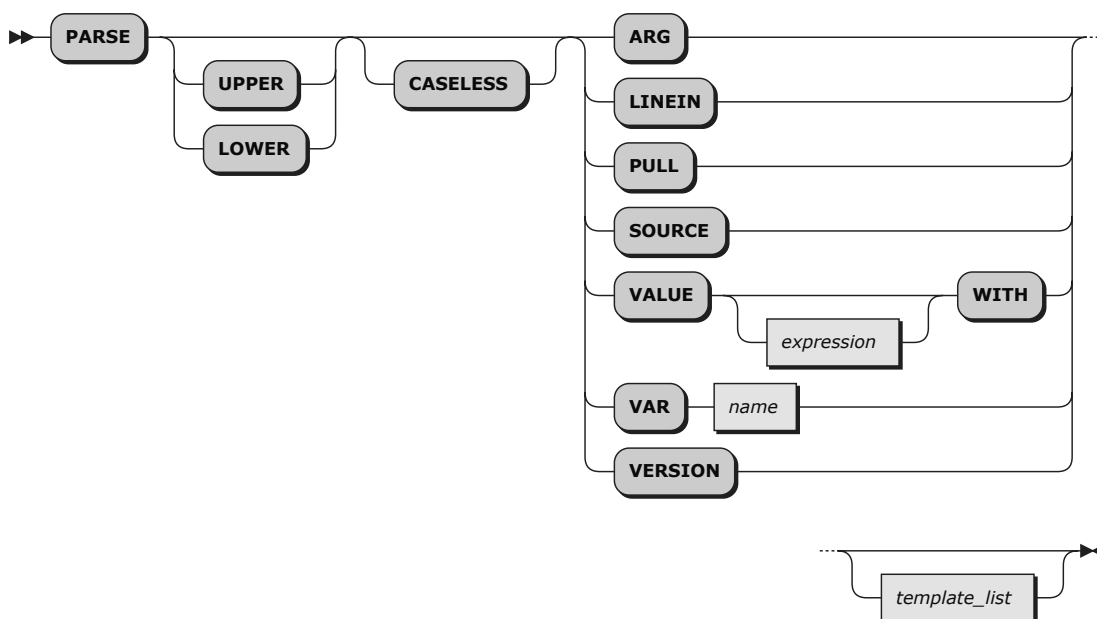 PARSE
UPPER
LOWER
CASELESS
ARG
LINEIN
PULL
SOURCE
VALUE expression WITH
VAR name
VERSION
template_list